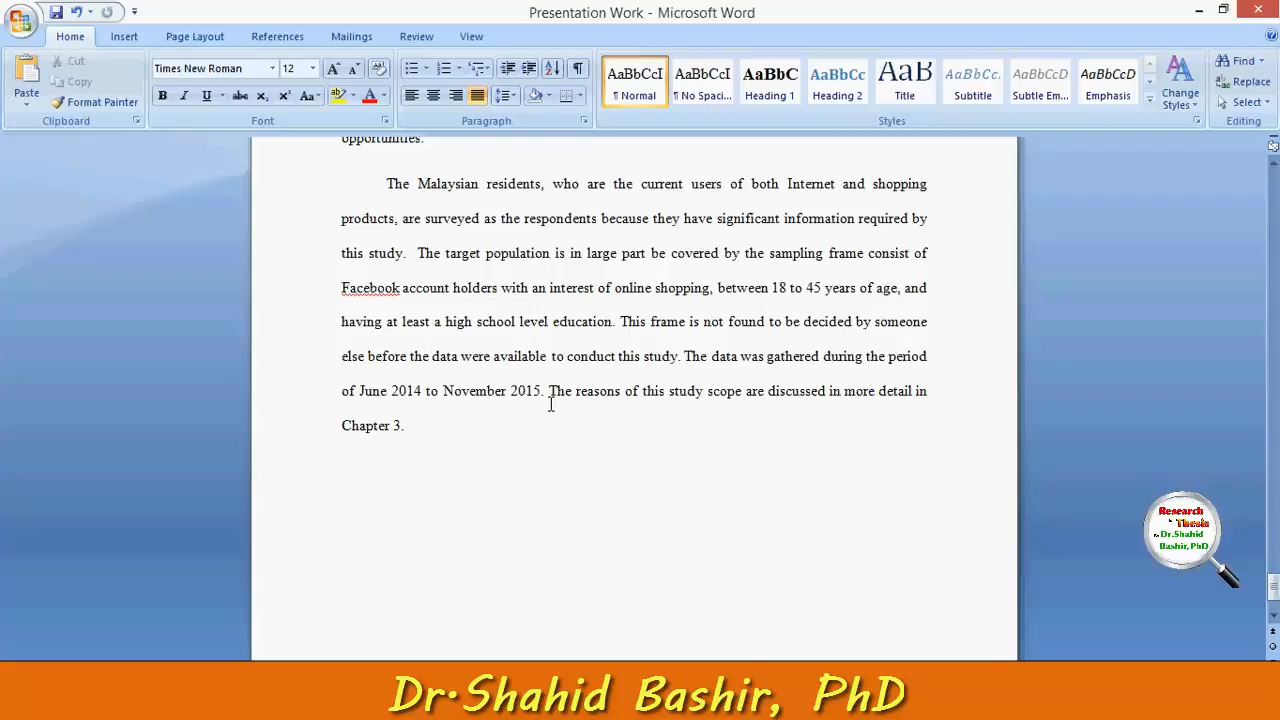 Presentation Work - Microsoft Word
Home Insert Page Layout References Mailings Review View
Paste
Cut
Copy
Format Painter
Clipboard
Times New Roman 12
B I U abc x₂ x² Aa
Font
Paragraph
AaBbCcI AaBbCcI AaBbC AaBbCc AaB AaBbCc. AaBbCcD AaBbCcD
¶ Normal ¶ No Spaci... Heading 1 Heading 2 Title Subtitle Subtle Em... Emphasis
Change Styles
Styles
Find
Replace
Select
Editing
opportunities.
The Malaysian residents, who are the current users of both Internet and shopping
products, are surveyed as the respondents because they have significant information required by
this study. The target population is in large part be covered by the sampling frame consist of
Facebook account holders with an interest of online shopping, between 18 to 45 years of age, and
having at least a high school level education. This frame is not found to be decided by someone
else before the data were available to conduct this study. The data was gathered during the period
of June 2014 to November 2015. The reasons of this study scope are discussed in more detail in
Chapter 3.
Research
Thesis
By Dr.Shahid
Bashir, PhD
Dr.Shahid Bashir, PhD